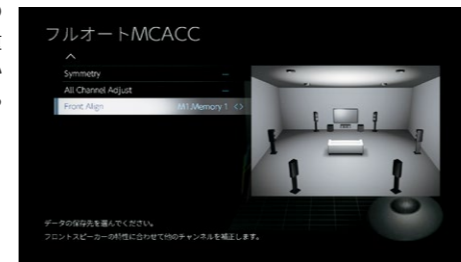 フルオートMCACC
Symmetry
All Channel Adjust
Front Align M1.Memory 1
データの保存先を選んでください。
フロントスピーカーの特性に合わせて他のチャンネルを補正します。